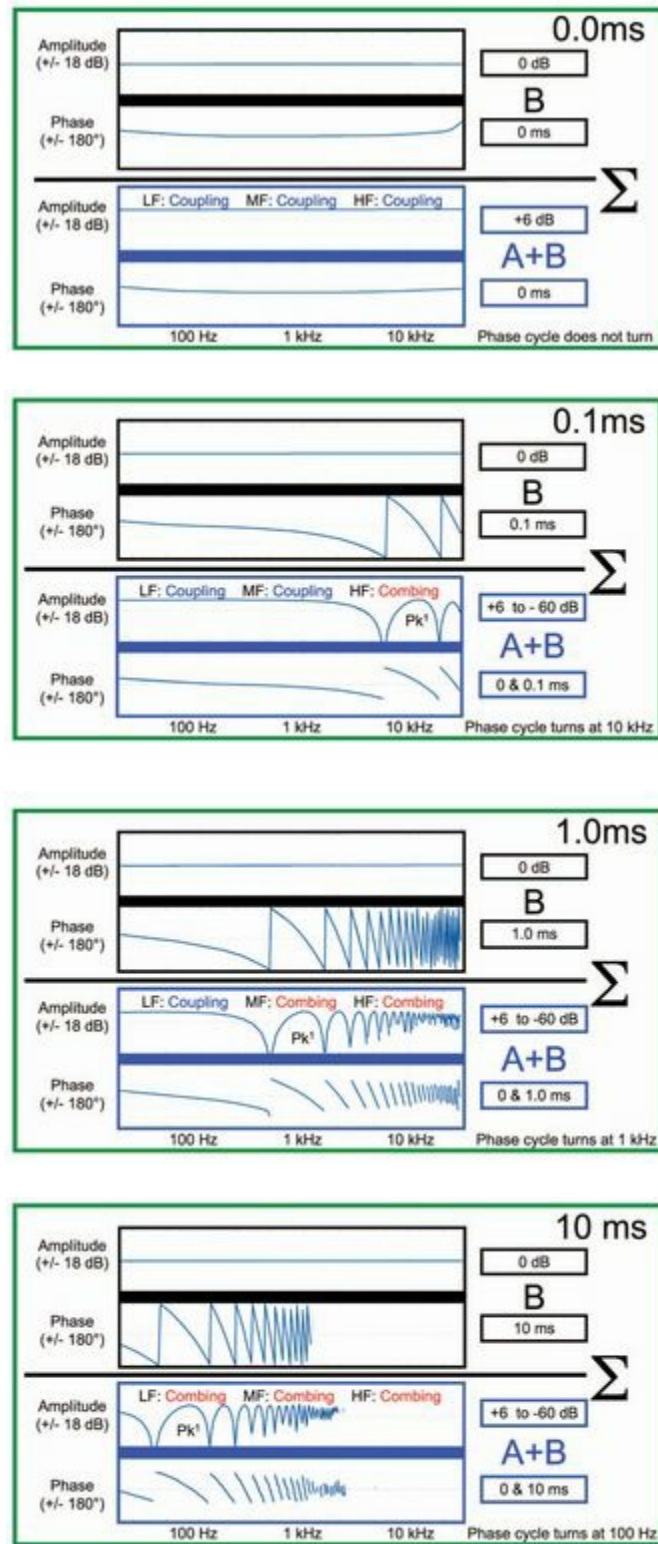 0.0ms
Amplitude
(+/- 18 dB)
0 dB
B
Phase
(+/- 180°)
0 ms
Σ
LF: Coupling MF: Coupling HF: Coupling
Amplitude
(+/- 18 dB)
+6 dB
A+B
Phase
(+/- 180°)
0 ms
100 Hz 1 kHz 10 kHz Phase cycle does not turn
0.1ms
Amplitude
(+/- 18 dB)
0 dB
B
Phase
(+/- 180°)
0.1 ms
Σ
LF: Coupling MF: Coupling HF: Combing
Amplitude
(+/- 18 dB)
Pk¹
+6 to - 60 dB
A+B
Phase
(+/- 180°)
0 & 0.1 ms
100 Hz 1 kHz 10 kHz Phase cycle turns at 10 kHz
1.0ms
Amplitude
(+/- 18 dB)
0 dB
B
Phase
(+/- 180°)
1.0 ms
Σ
LF: Coupling MF: Combing HF: Combing
Amplitude
(+/- 18 dB)
Pk¹
+6 to -60 dB
A+B
Phase
(+/- 180°)
0 & 1.0 ms
100 Hz 1 kHz 10 kHz Phase cycle turns at 1 kHz
10 ms
Amplitude
(+/- 18 dB)
0 dB
B
Phase
(+/- 180°)
10 ms
Σ
LF: Combing MF: Combing HF: Combing
Amplitude
(+/- 18 dB)
Pk¹
+6 to -60 dB
A+B
Phase
(+/- 180°)
0 & 10 ms
100 Hz 1 kHz 10 kHz Phase cycle turns at 100 Hz